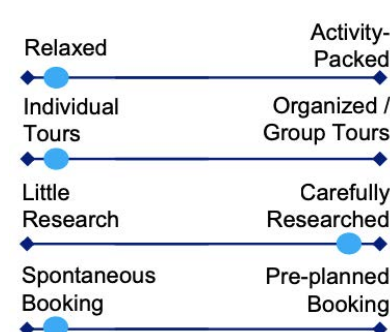 Relaxed
Activity-
Packed
Individual
Tours
Organized /
Group Tours
Little
Research
Carefully
Researched
Spontaneous
Booking
Pre-planned
Booking